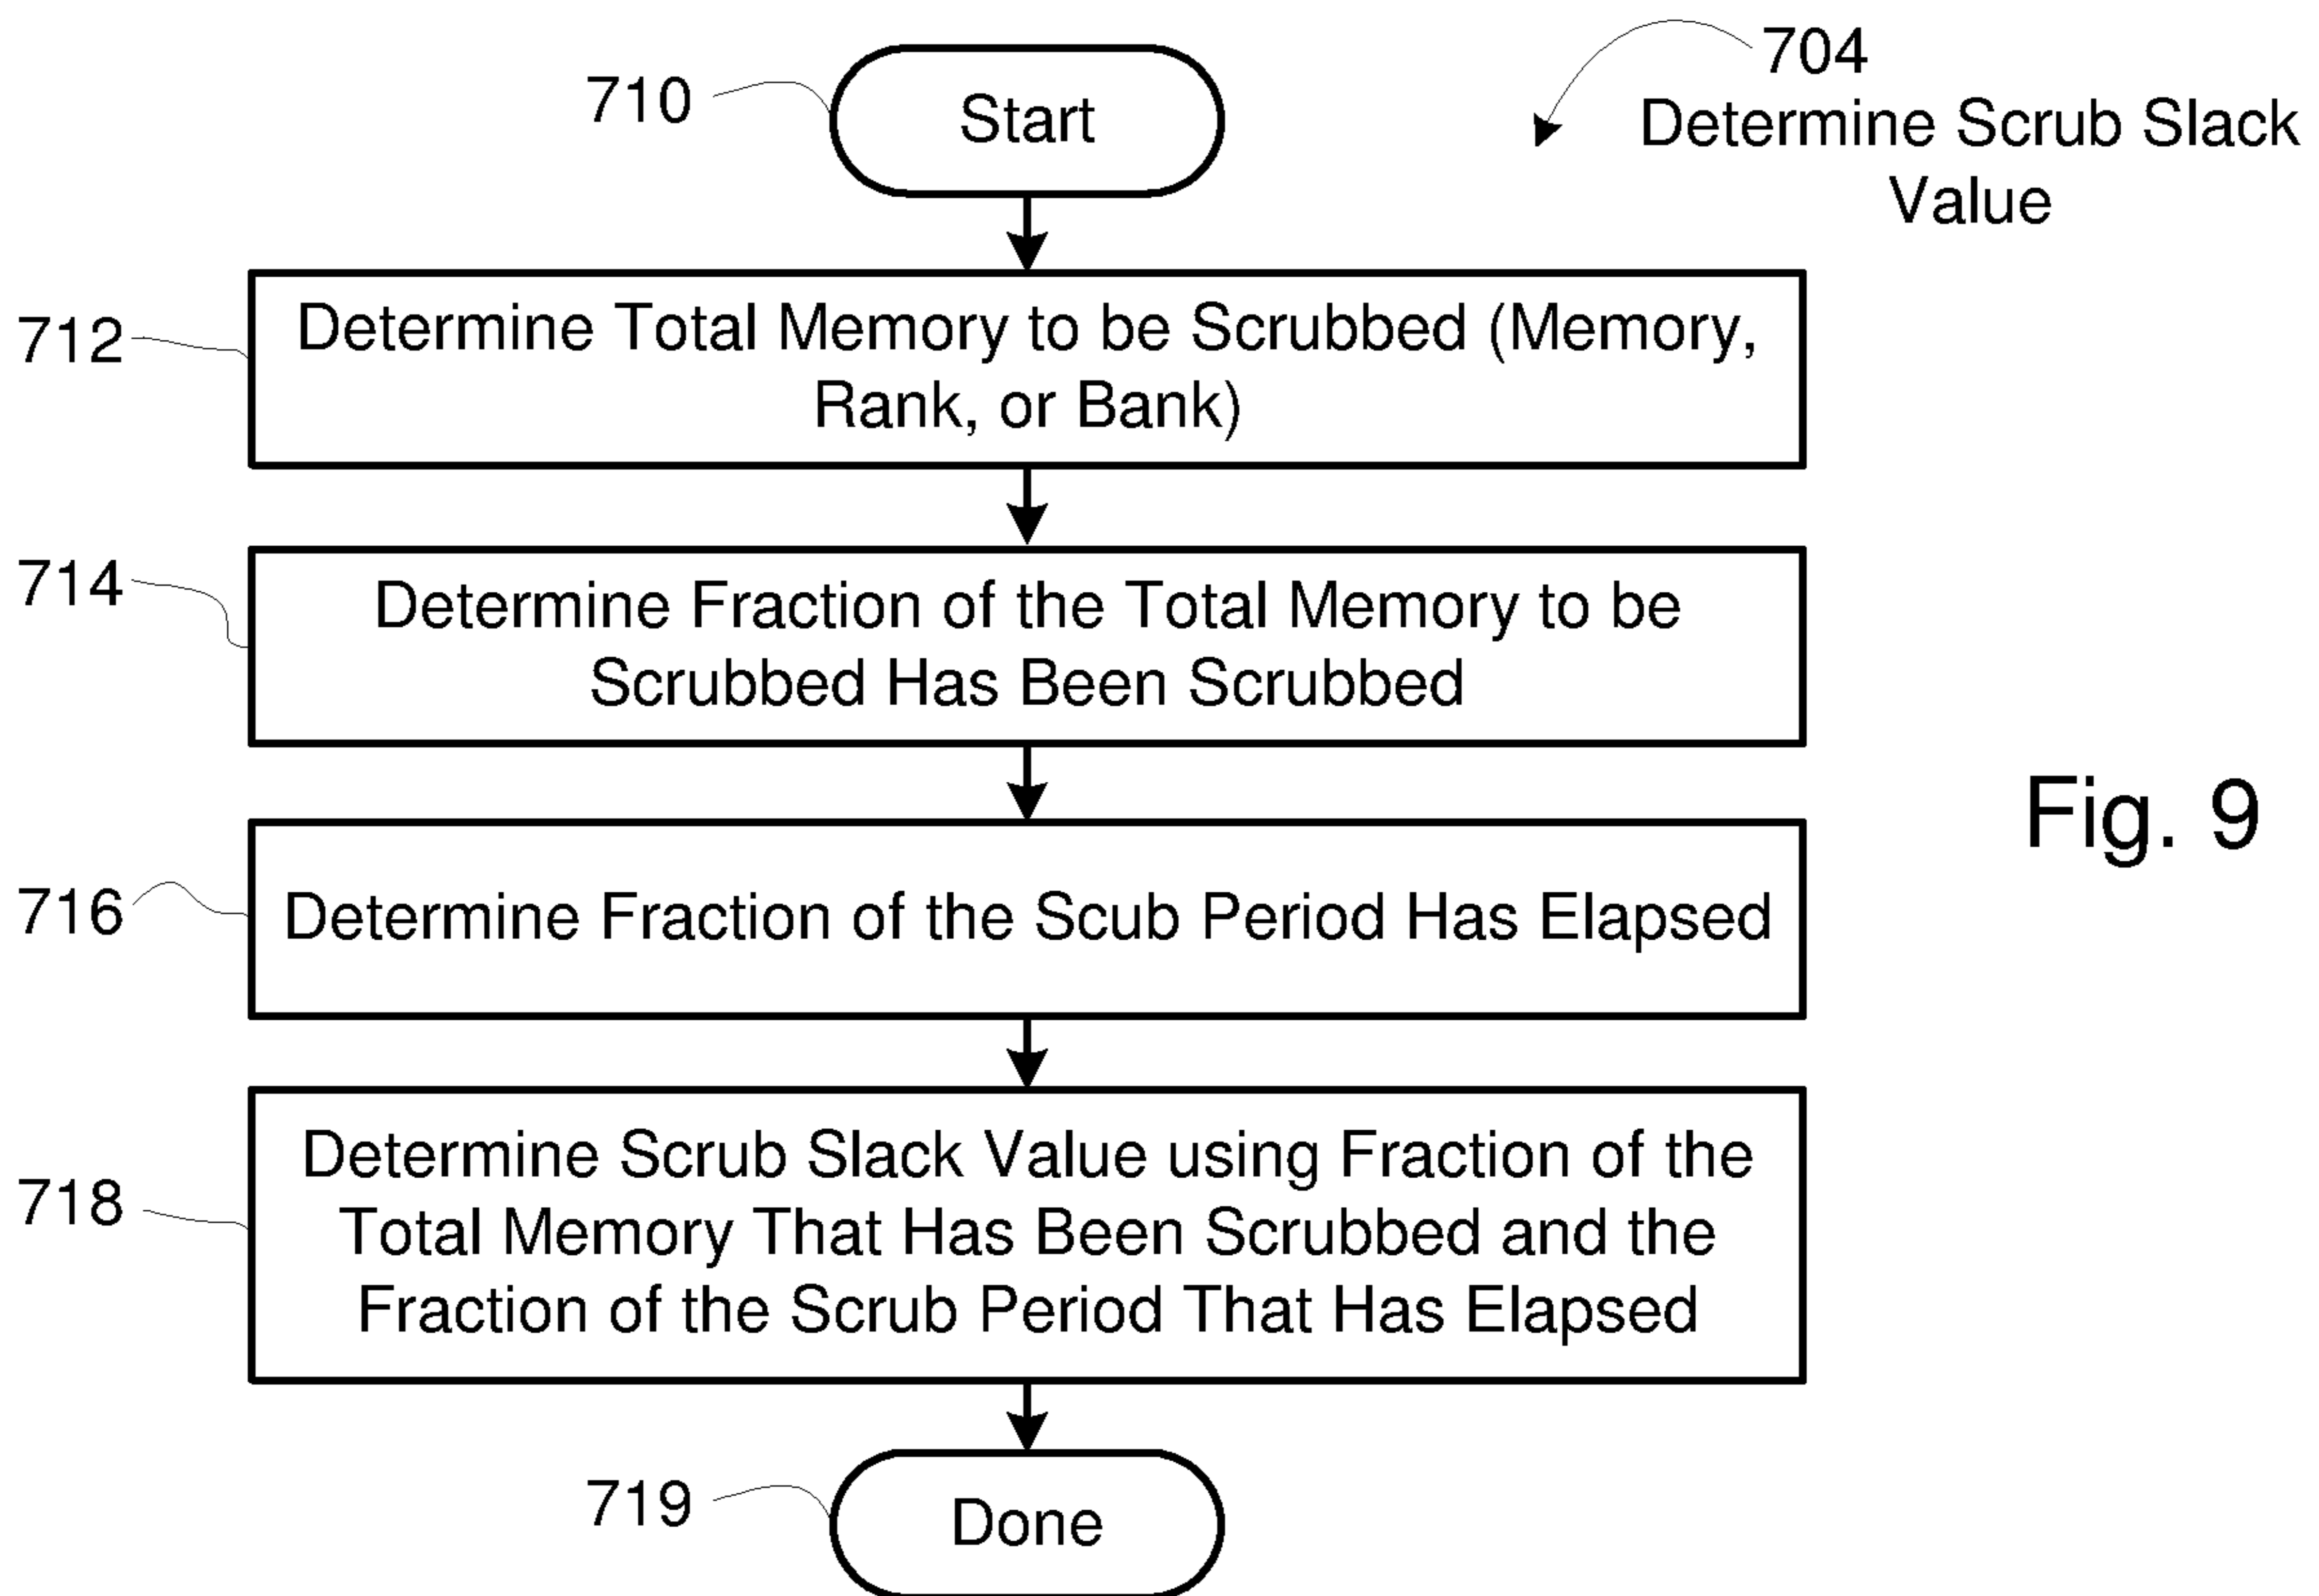 704
Determine Scrub Slack
Value
710
Start
712
Determine Total Memory to be Scrubbed (Memory,
Rank, or Bank)
714
Determine Fraction of the Total Memory to be
Scrubbed Has Been Scrubbed
716
Determine Fraction of the Scub Period Has Elapsed
718
Determine Scrub Slack Value using Fraction of the
Total Memory That Has Been Scrubbed and the
Fraction of the Scrub Period That Has Elapsed
719
Done
Fig. 9